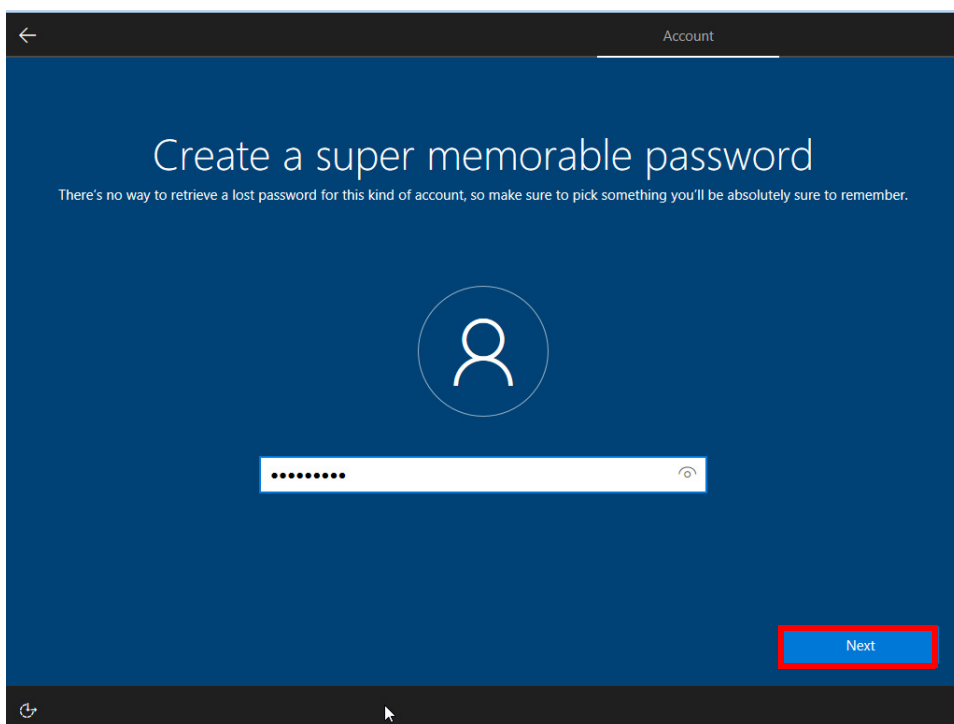 Account
Create a super memorable password
There's no way to retrieve a lost password for this kind of account, so make sure to pick something you'll be absolutely sure to remember.
•••••••••
Next